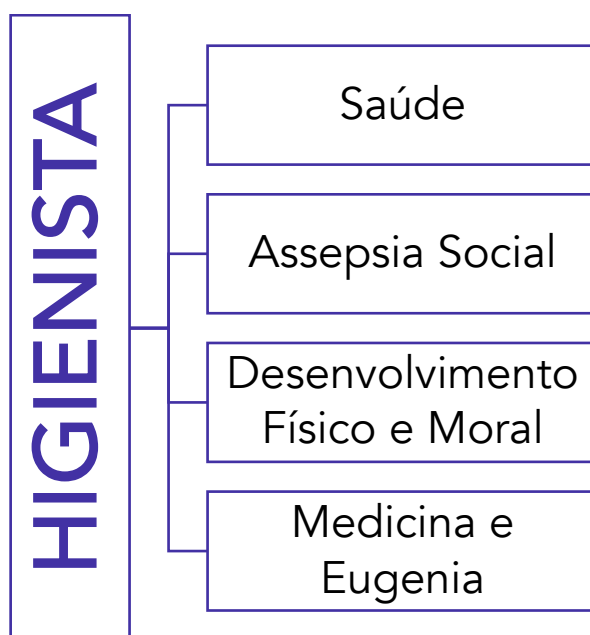 HIGIENISTA
Saúde
Assepsia Social
Desenvolvimento
Físico e Moral
Medicina e
Eugenia